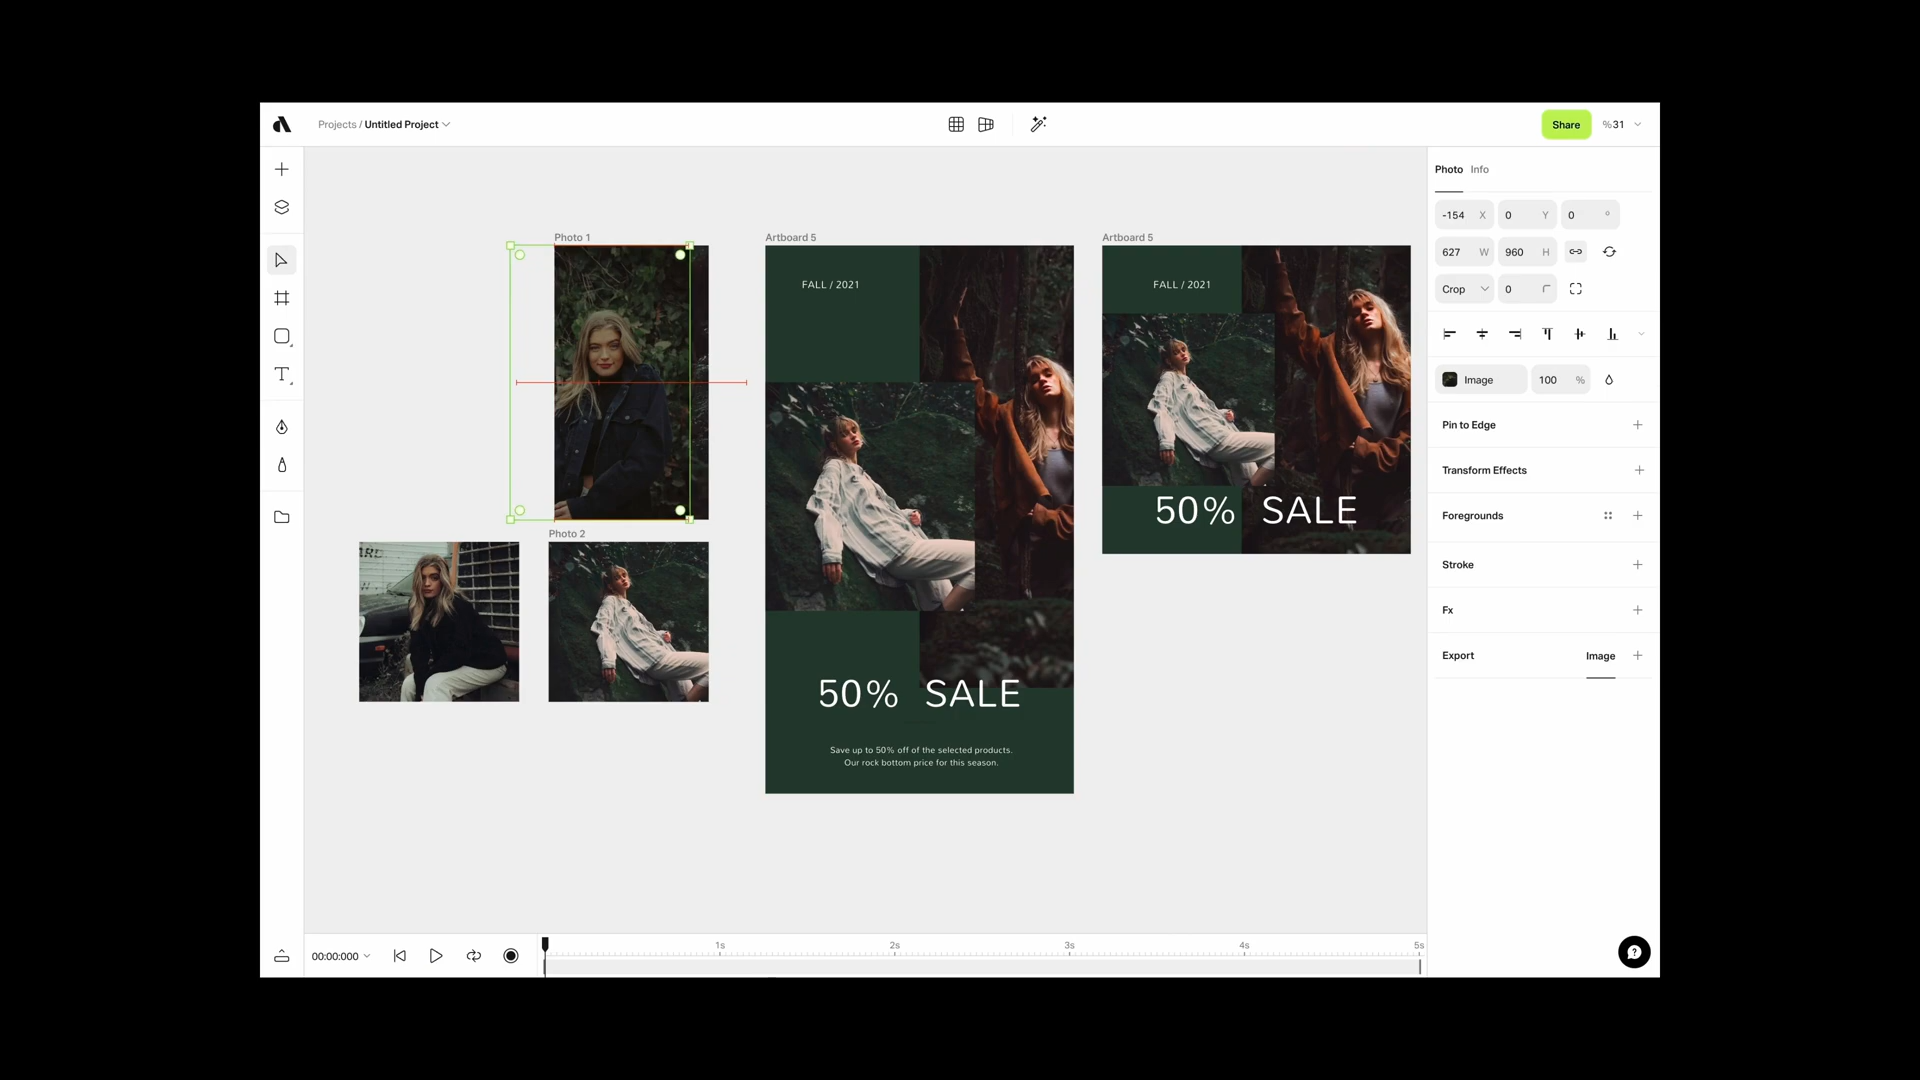 Projects / Untitled Project
Share
%31
Photo Info
-154 X 0 Y 0 °
627 W 960 H
Crop 0
Image 100 %
Pin to Edge
Transform Effects
Foregrounds
Stroke
Fx
Export Image
Photo 1
Photo 2
Artboard 5
FALL / 2021
50% SALE
Save up to 50% off of the selected products.
Our rock bottom price for this season.
Artboard 5
FALL / 2021
50% SALE
00:00:000
1s 2s 3s 4s 5s